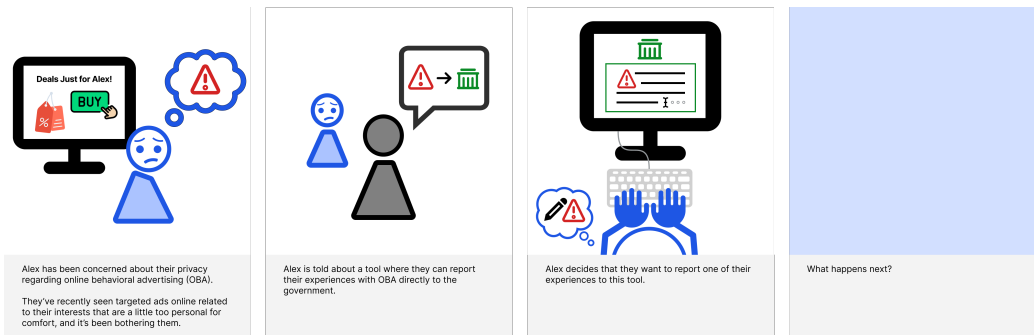 Deals Just for Alex!
BUY
%
Alex has been concerned about their privacy
regarding online behavioral advertising (OBA).
They've recently seen targeted ads online related
to their interests that are a little too personal for
comfort, and it's been bothering them.
Alex is told about a tool where they can report
their experiences with OBA directly to the
government.
Alex decides that they want to report one of their
experiences to this tool.
What happens next?